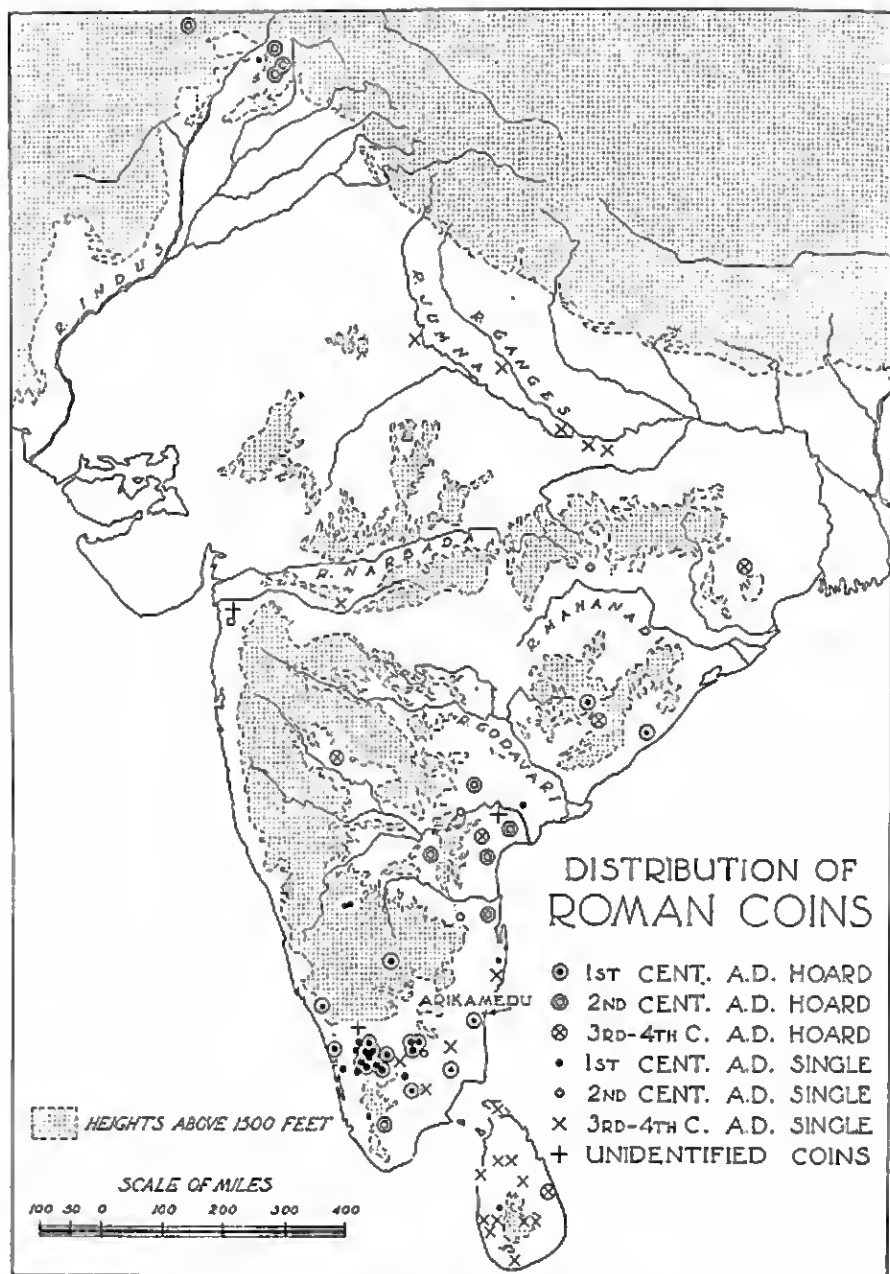 R. INDUS
R. JUMNA
R. GANGES
R. NARBADA
R. MAHANADI
R. GODAVARI
DISTRIBUTION OF
ROMAN COINS
1ST CENT. A.D. HOARD
2ND CENT. A.D. HOARD
3RD-4TH C. A.D. HOARD
1ST CENT. A.D. SINGLE
2ND CENT. A.D. SINGLE
3RD-4TH C. A.D. SINGLE
UNIDENTIFIED COINS
ARIKAMEDU
HEIGHTS ABOVE 1500 FEET
SCALE OF MILES
100 50 0 100 200 300 400